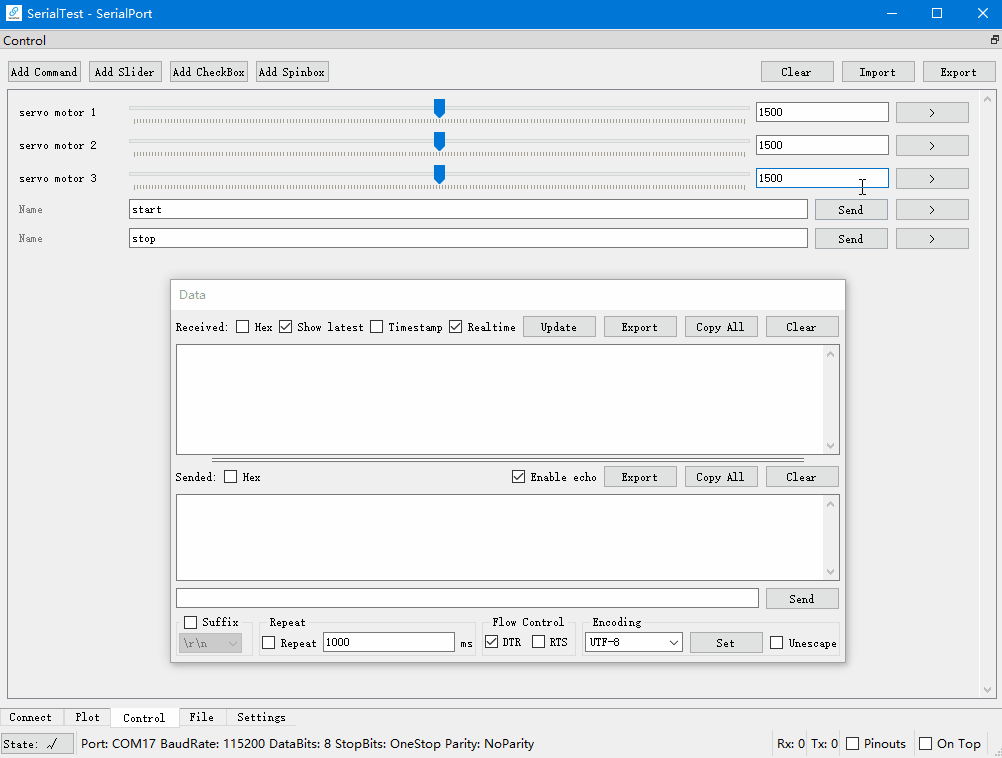 SerialTest - SerialPort
Control
Add Command Add Slider Add CheckBox Add Spinbox Clear Import Export
servo motor 1 1500 >
servo motor 2 1500 >
servo motor 3 1500 >
Name start Send >
Name stop Send >
Data
Received: Hex Show latest Timestamp Realtime Update Export Copy All Clear
Sended: Hex Enable echo Export Copy All Clear
Send
Suffix Repeat Flow Control Encoding
\r\n Repeat 1000 ms DTR RTS UTF-8 Set Unescape
Connect Plot Control File Settings
State: √ Port: COM17 BaudRate: 115200 DataBits: 8 StopBits: OneStop Parity: NoParity Rx: 0 Tx: 0 Pinouts On Top